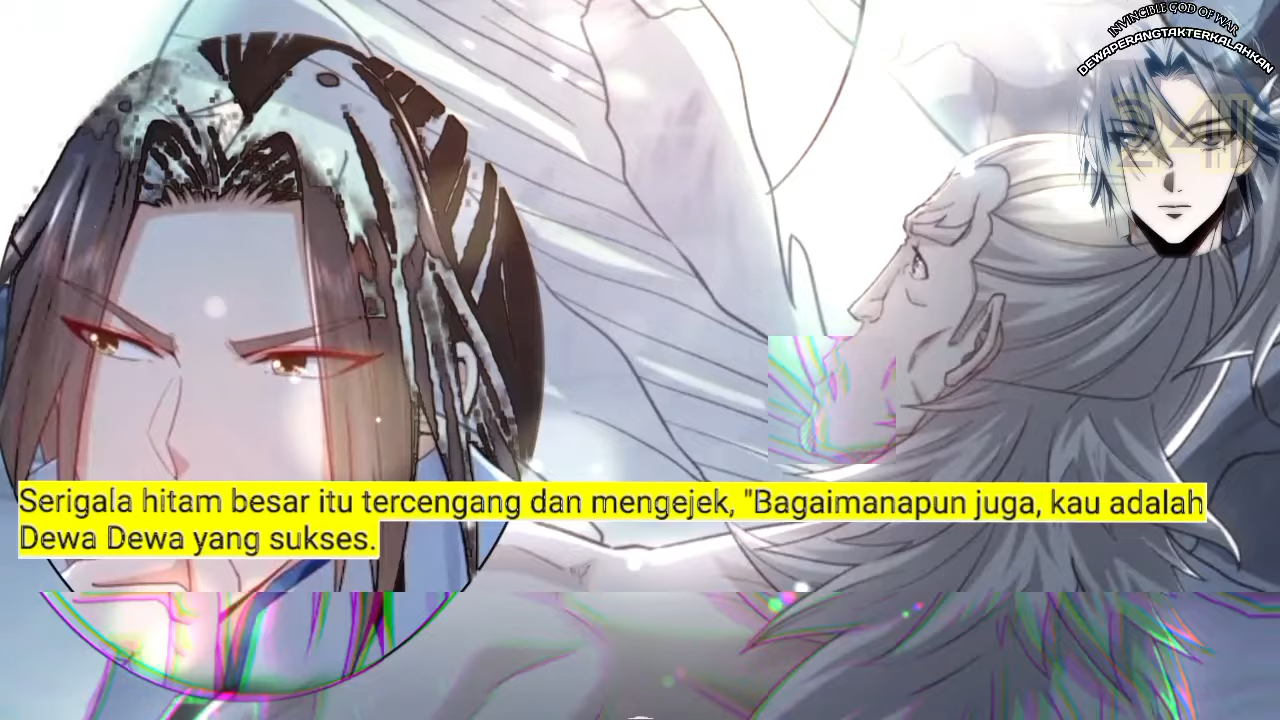 INVINCIBLE GOD OF WAR
DEWAPERANGTAKTERKALAHKAN
Serigala hitam besar itu tercengang dan mengejek, "Bagaimanapun juga, kau adalah
Dewa Dewa yang sukses.